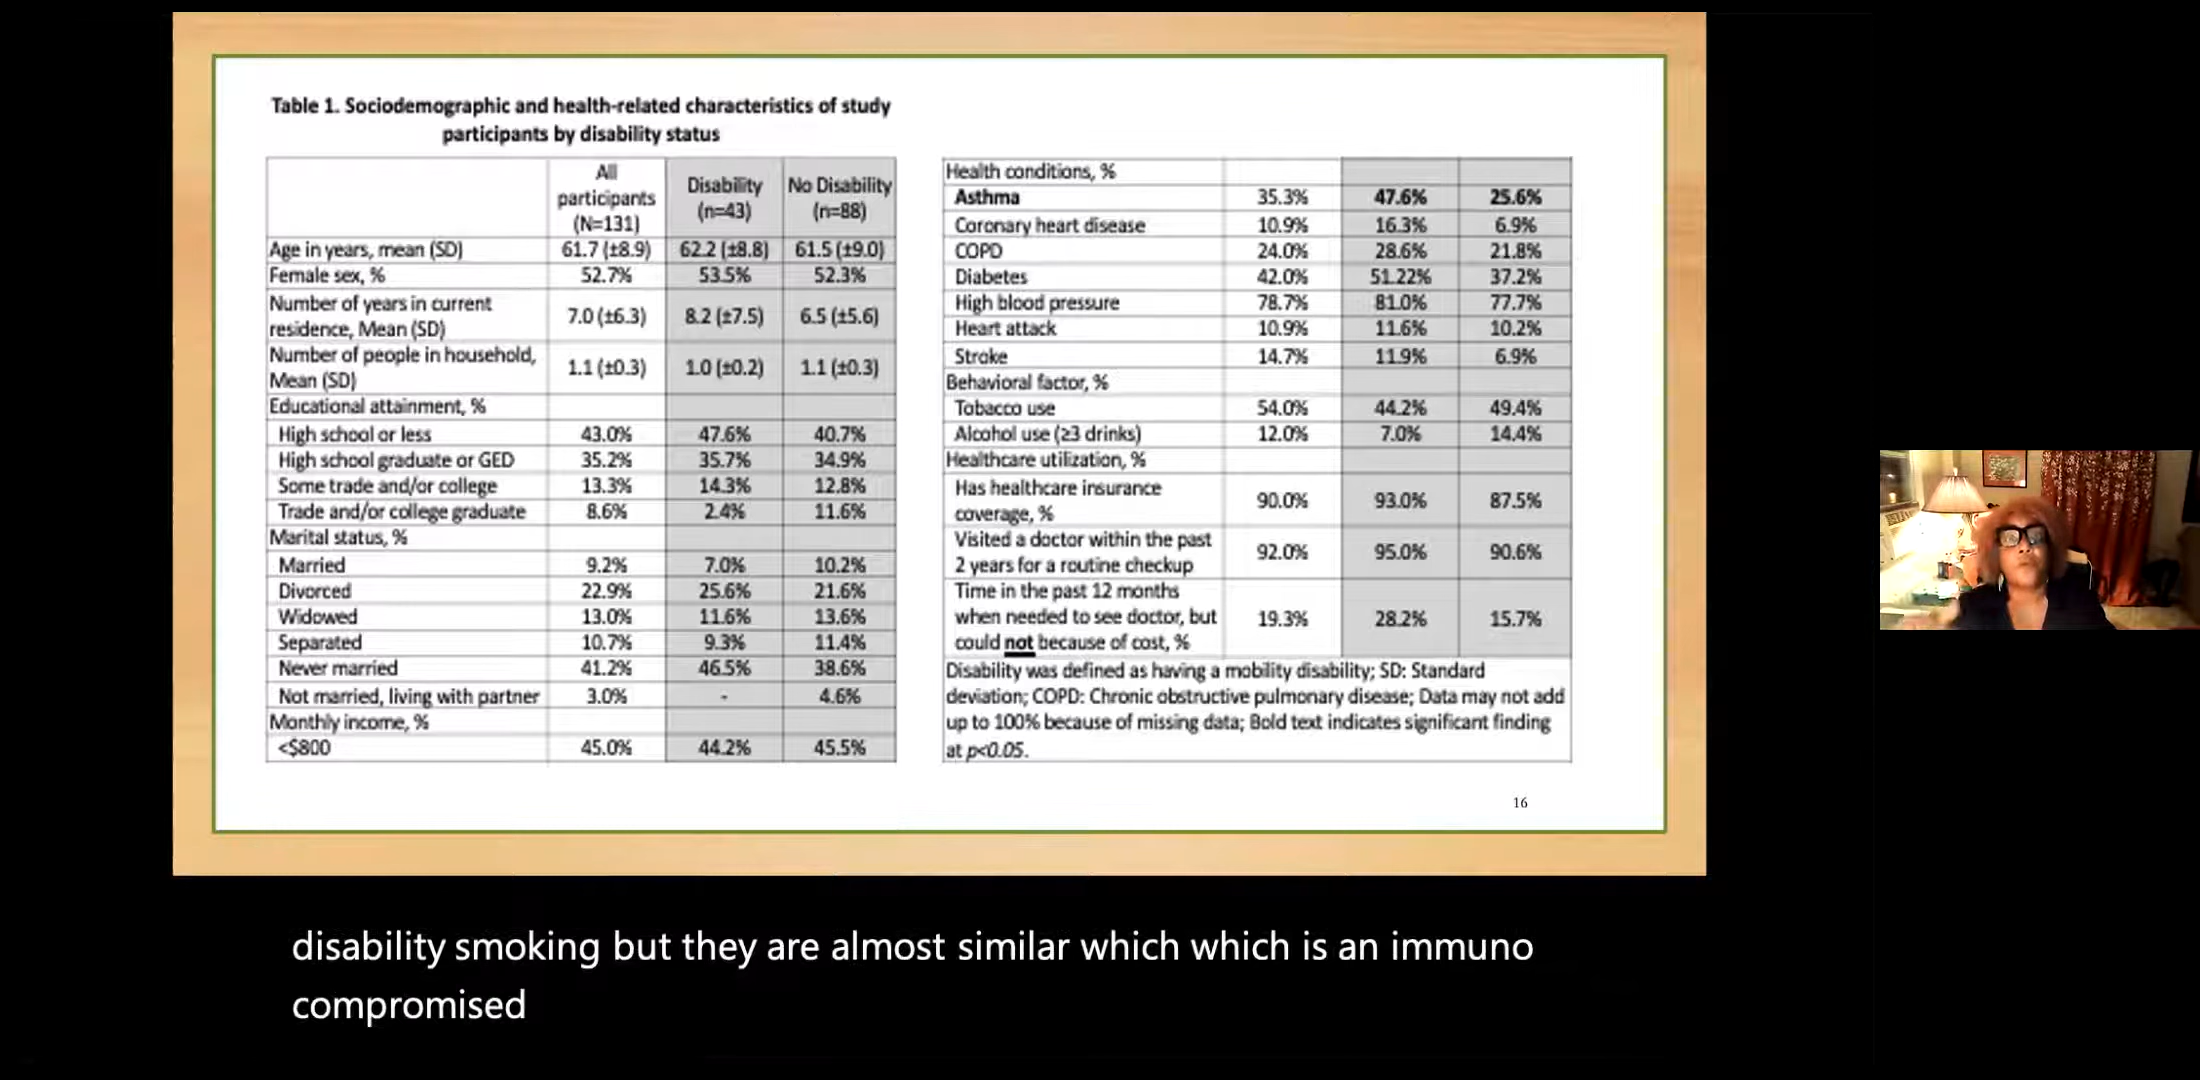 Table 1. Sociodemographic and health-related characteristics of study
participants by disability status
All participants (N=131) Disability (n=43) No Disability (n=88)
Age in years, mean (SD) 61.7 (±8.9) 62.2 (±8.8) 61.5 (±9.0)
Female sex, % 52.7% 53.5% 52.3%
Number of years in current residence, Mean (SD) 7.0 (±6.3) 8.2 (±7.5) 6.5 (±5.6)
Number of people in household, Mean (SD) 1.1 (±0.3) 1.0 (±0.2) 1.1 (±0.3)
Educational attainment, %
High school or less 43.0% 47.6% 40.7%
High school graduate or GED 35.2% 35.7% 34.9%
Some trade and/or college 13.3% 14.3% 12.8%
Trade and/or college graduate 8.6% 2.4% 11.6%
Marital status, %
Married 9.2% 7.0% 10.2%
Divorced 22.9% 25.6% 21.6%
Widowed 13.0% 11.6% 13.6%
Separated 10.7% 9.3% 11.4%
Never married 41.2% 46.5% 38.6%
Not married, living with partner 3.0% - 4.6%
Monthly income, %
<$800 45.0% 44.2% 45.5%
Health conditions, %
Asthma 35.3% 47.6% 25.6%
Coronary heart disease 10.9% 16.3% 6.9%
COPD 24.0% 28.6% 21.8%
Diabetes 42.0% 51.22% 37.2%
High blood pressure 78.7% 81.0% 77.7%
Heart attack 10.9% 11.6% 10.2%
Stroke 14.7% 11.9% 6.9%
Behavioral factor, %
Tobacco use 54.0% 44.2% 49.4%
Alcohol use (≥3 drinks) 12.0% 7.0% 14.4%
Healthcare utilization, %
Has healthcare insurance coverage, % 90.0% 93.0% 87.5%
Visited a doctor within the past 2 years for a routine checkup 92.0% 95.0% 90.6%
Time in the past 12 months when needed to see doctor, but could not because of cost, % 19.3% 28.2% 15.7%
Disability was defined as having a mobility disability; SD: Standard
deviation; COPD: Chronic obstructive pulmonary disease; Data may not add
up to 100% because of missing data; Bold text indicates significant finding
at p<0.05.
16
disability smoking but they are almost similar which which is an immuno
compromised